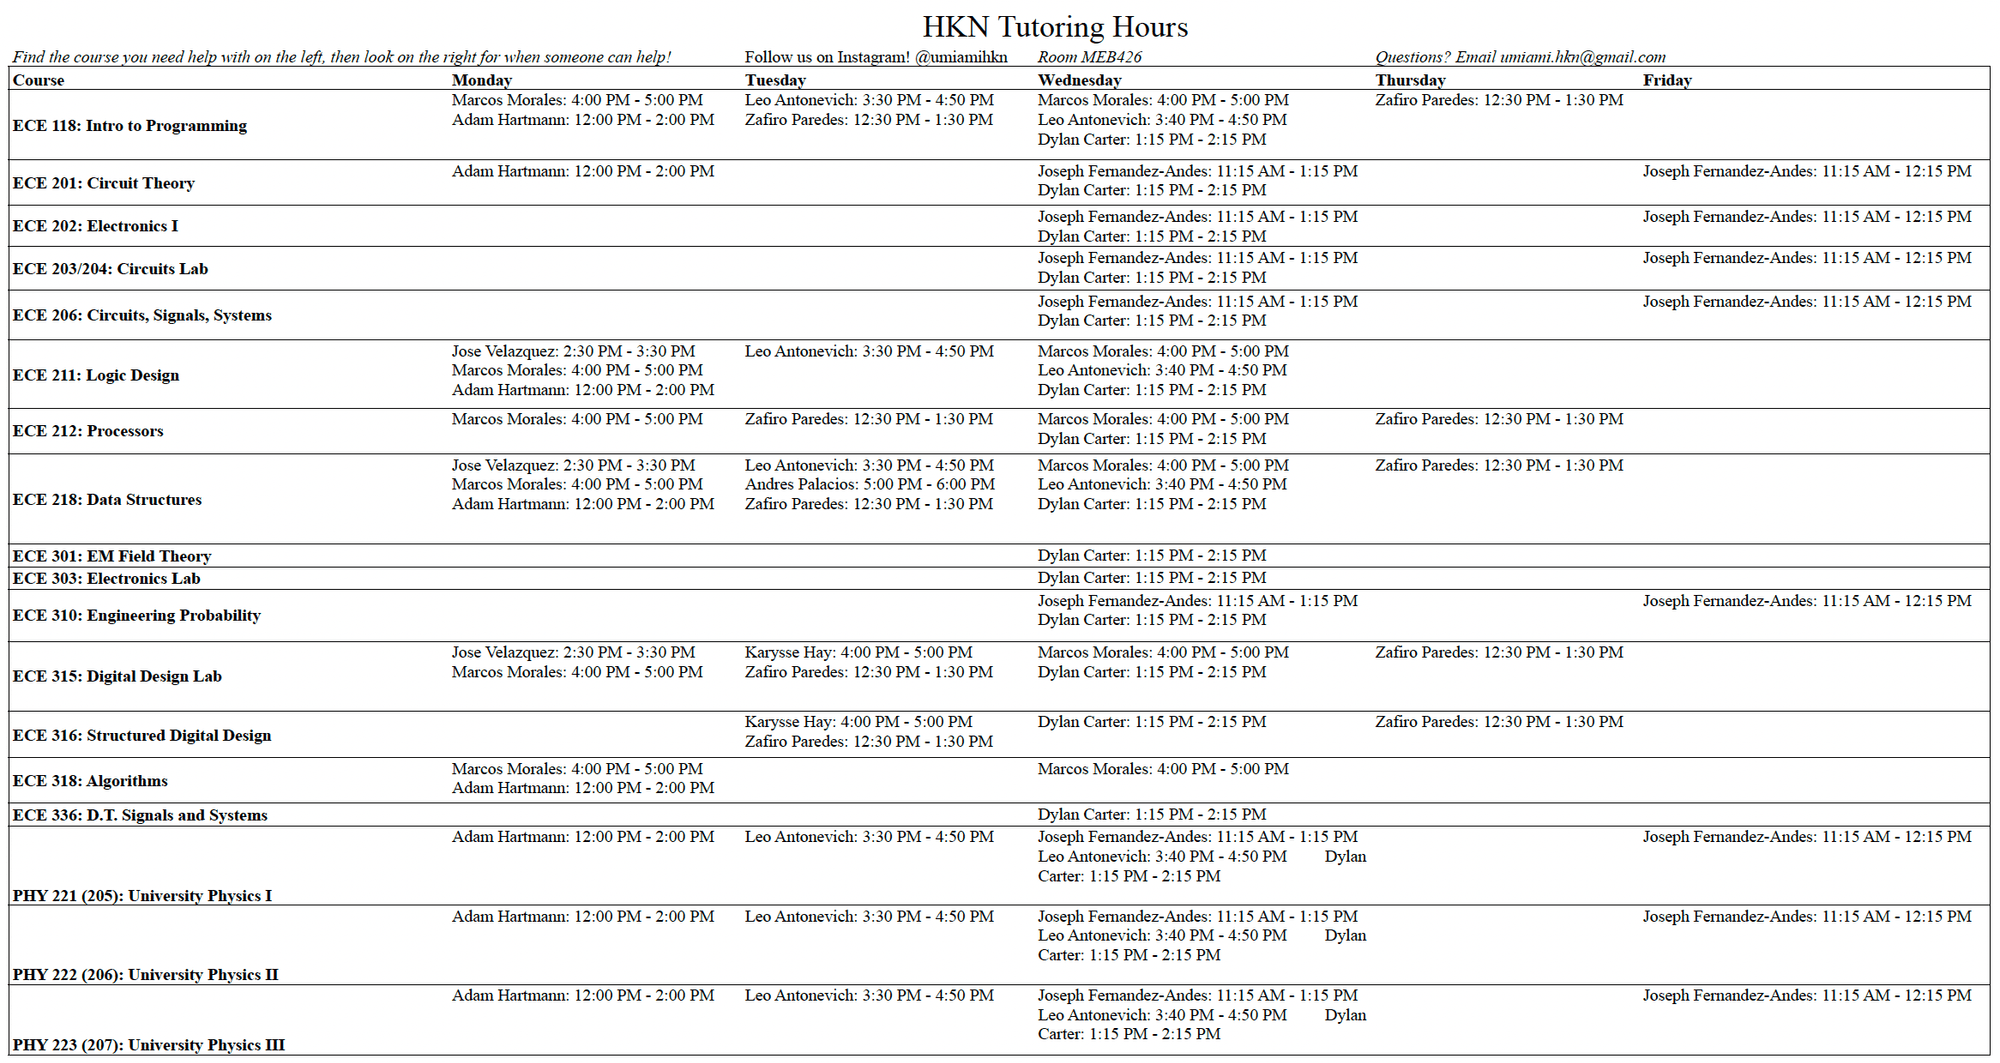 HKN Tutoring Hours
Find the course you need help with on the left, then look on the right for when someone can help! Follow us on Instagram! @umiamihkn Room MEB426 Questions? Email umiami.hkn@gmail.com
Course Monday Tuesday Wednesday Thursday Friday
Marcos Morales: 4:00 PM - 5:00 PM Leo Antonevich: 3:30 PM - 4:50 PM Marcos Morales: 4:00 PM - 5:00 PM Zafiro Paredes: 12:30 PM - 1:30 PM
Adam Hartmann: 12:00 PM - 2:00 PM Zafiro Paredes: 12:30 PM - 1:30 PM Leo Antonevich: 3:40 PM - 4:50 PM
ECE 118: Intro to Programming
Dylan Carter: 1:15 PM - 2:15 PM
Adam Hartmann: 12:00 PM - 2:00 PM Joseph Fernandez-Andes: 11:15 AM - 1:15 PM Joseph Fernandez-Andes: 11:15 AM - 12:15 PM
ECE 201: Circuit Theory
Dylan Carter: 1:15 PM - 2:15 PM
Joseph Fernandez-Andes: 11:15 AM - 1:15 PM Joseph Fernandez-Andes: 11:15 AM - 12:15 PM
ECE 202: Electronics I
Dylan Carter: 1:15 PM - 2:15 PM
Joseph Fernandez-Andes: 11:15 AM - 1:15 PM Joseph Fernandez-Andes: 11:15 AM - 12:15 PM
ECE 203/204: Circuits Lab
Dylan Carter: 1:15 PM - 2:15 PM
Joseph Fernandez-Andes: 11:15 AM - 1:15 PM Joseph Fernandez-Andes: 11:15 AM - 12:15 PM
ECE 206: Circuits, Signals, Systems
Dylan Carter: 1:15 PM - 2:15 PM
Jose Velazquez: 2:30 PM - 3:30 PM Leo Antonevich: 3:30 PM - 4:50 PM Marcos Morales: 4:00 PM - 5:00 PM
Marcos Morales: 4:00 PM - 5:00 PM Leo Antonevich: 3:40 PM - 4:50 PM
ECE 211: Logic Design
Adam Hartmann: 12:00 PM - 2:00 PM Dylan Carter: 1:15 PM - 2:15 PM
Marcos Morales: 4:00 PM - 5:00 PM Zafiro Paredes: 12:30 PM - 1:30 PM Marcos Morales: 4:00 PM - 5:00 PM Zafiro Paredes: 12:30 PM - 1:30 PM
ECE 212: Processors
Dylan Carter: 1:15 PM - 2:15 PM
Jose Velazquez: 2:30 PM - 3:30 PM Leo Antonevich: 3:30 PM - 4:50 PM Marcos Morales: 4:00 PM - 5:00 PM Zafiro Paredes: 12:30 PM - 1:30 PM
Marcos Morales: 4:00 PM - 5:00 PM Andres Palacios: 5:00 PM - 6:00 PM Leo Antonevich: 3:40 PM - 4:50 PM
ECE 218: Data Structures
Adam Hartmann: 12:00 PM - 2:00 PM Zafiro Paredes: 12:30 PM - 1:30 PM Dylan Carter: 1:15 PM - 2:15 PM
ECE 301: EM Field Theory Dylan Carter: 1:15 PM - 2:15 PM
ECE 303: Electronics Lab Dylan Carter: 1:15 PM - 2:15 PM
Joseph Fernandez-Andes: 11:15 AM - 1:15 PM Joseph Fernandez-Andes: 11:15 AM - 12:15 PM
ECE 310: Engineering Probability
Dylan Carter: 1:15 PM - 2:15 PM
Jose Velazquez: 2:30 PM - 3:30 PM Karysse Hay: 4:00 PM - 5:00 PM Marcos Morales: 4:00 PM - 5:00 PM Zafiro Paredes: 12:30 PM - 1:30 PM
ECE 315: Digital Design Lab
Marcos Morales: 4:00 PM - 5:00 PM Zafiro Paredes: 12:30 PM - 1:30 PM Dylan Carter: 1:15 PM - 2:15 PM
Karysse Hay: 4:00 PM - 5:00 PM Dylan Carter: 1:15 PM - 2:15 PM Zafiro Paredes: 12:30 PM - 1:30 PM
ECE 316: Structured Digital Design
Zafiro Paredes: 12:30 PM - 1:30 PM
Marcos Morales: 4:00 PM - 5:00 PM Marcos Morales: 4:00 PM - 5:00 PM
ECE 318: Algorithms
Adam Hartmann: 12:00 PM - 2:00 PM
ECE 336: D.T. Signals and Systems Dylan Carter: 1:15 PM - 2:15 PM
Adam Hartmann: 12:00 PM - 2:00 PM Leo Antonevich: 3:30 PM - 4:50 PM Joseph Fernandez-Andes: 11:15 AM - 1:15 PM Joseph Fernandez-Andes: 11:15 AM - 12:15 PM
Leo Antonevich: 3:40 PM - 4:50 PM Dylan
Carter: 1:15 PM - 2:15 PM
PHY 221 (205): University Physics I
Adam Hartmann: 12:00 PM - 2:00 PM Leo Antonevich: 3:30 PM - 4:50 PM Joseph Fernandez-Andes: 11:15 AM - 1:15 PM Joseph Fernandez-Andes: 11:15 AM - 12:15 PM
Leo Antonevich: 3:40 PM - 4:50 PM Dylan
Carter: 1:15 PM - 2:15 PM
PHY 222 (206): University Physics II
Adam Hartmann: 12:00 PM - 2:00 PM Leo Antonevich: 3:30 PM - 4:50 PM Joseph Fernandez-Andes: 11:15 AM - 1:15 PM Joseph Fernandez-Andes: 11:15 AM - 12:15 PM
Leo Antonevich: 3:40 PM - 4:50 PM Dylan
Carter: 1:15 PM - 2:15 PM
PHY 223 (207): University Physics III